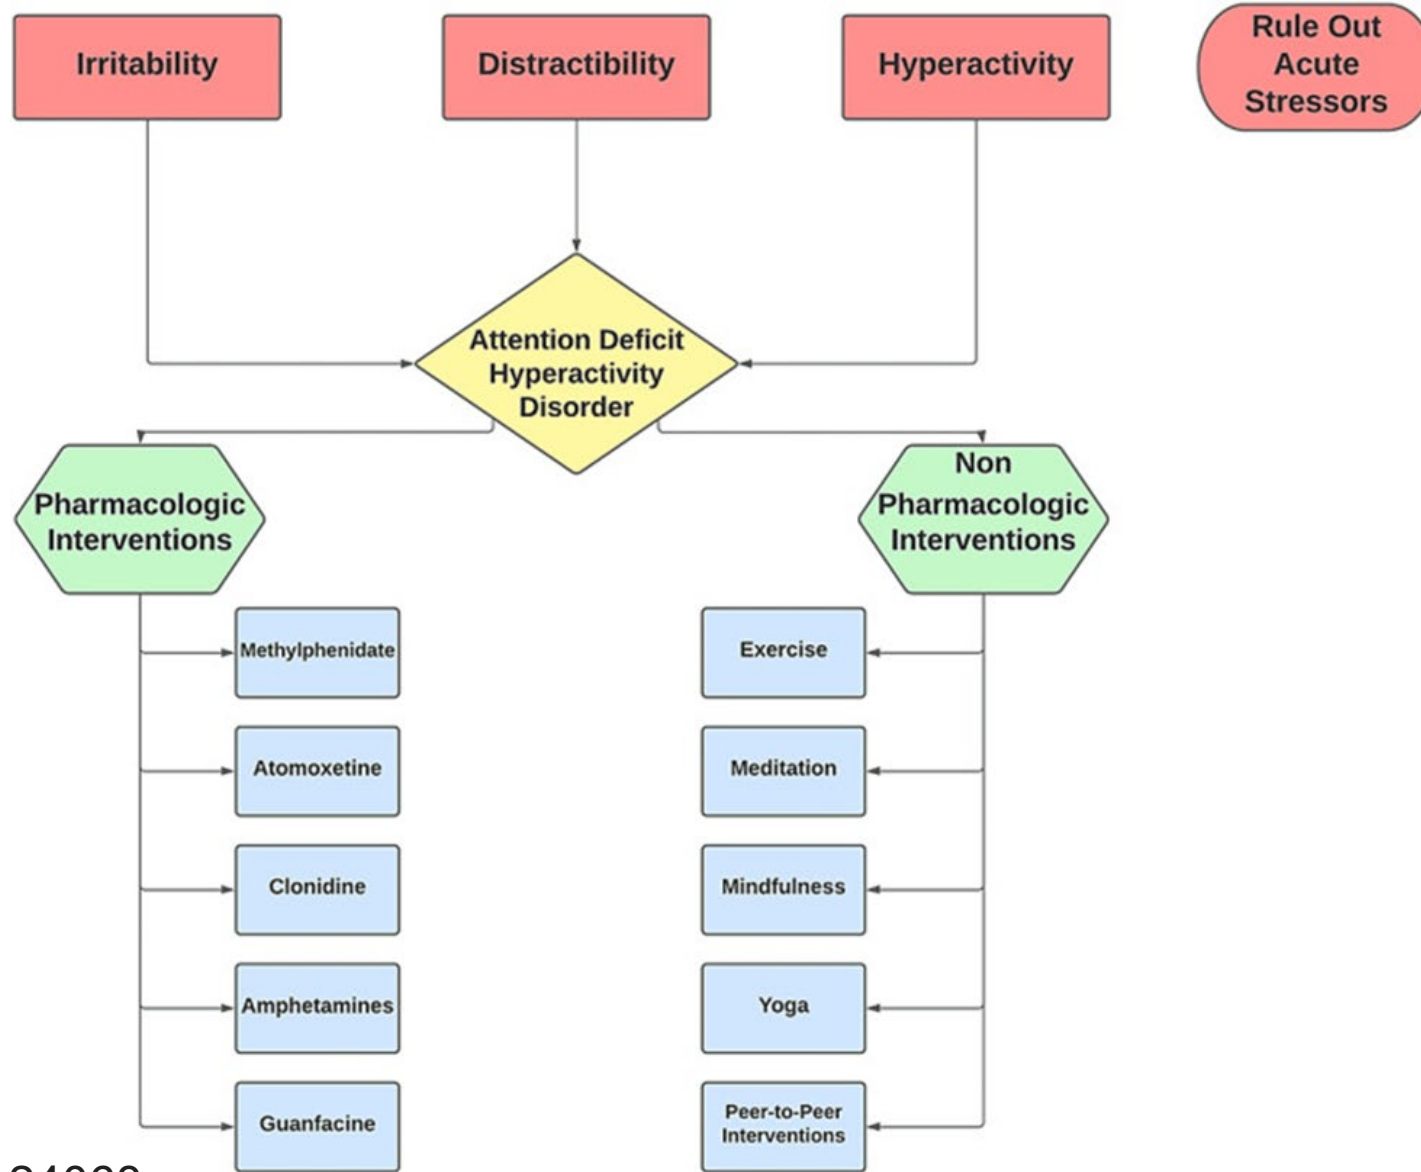 Irritability
Distractibility
Hyperactivity
Rule Out
Acute
Stressors
Attention Deficit
Hyperactivity
Disorder
Pharmacologic
Interventions
Non
Pharmacologic
Interventions
Methylphenidate
Atomoxetine
Clonidine
Amphetamines
Guanfacine
Exercise
Meditation
Mindfulness
Yoga
Peer-to-Peer
Interventions